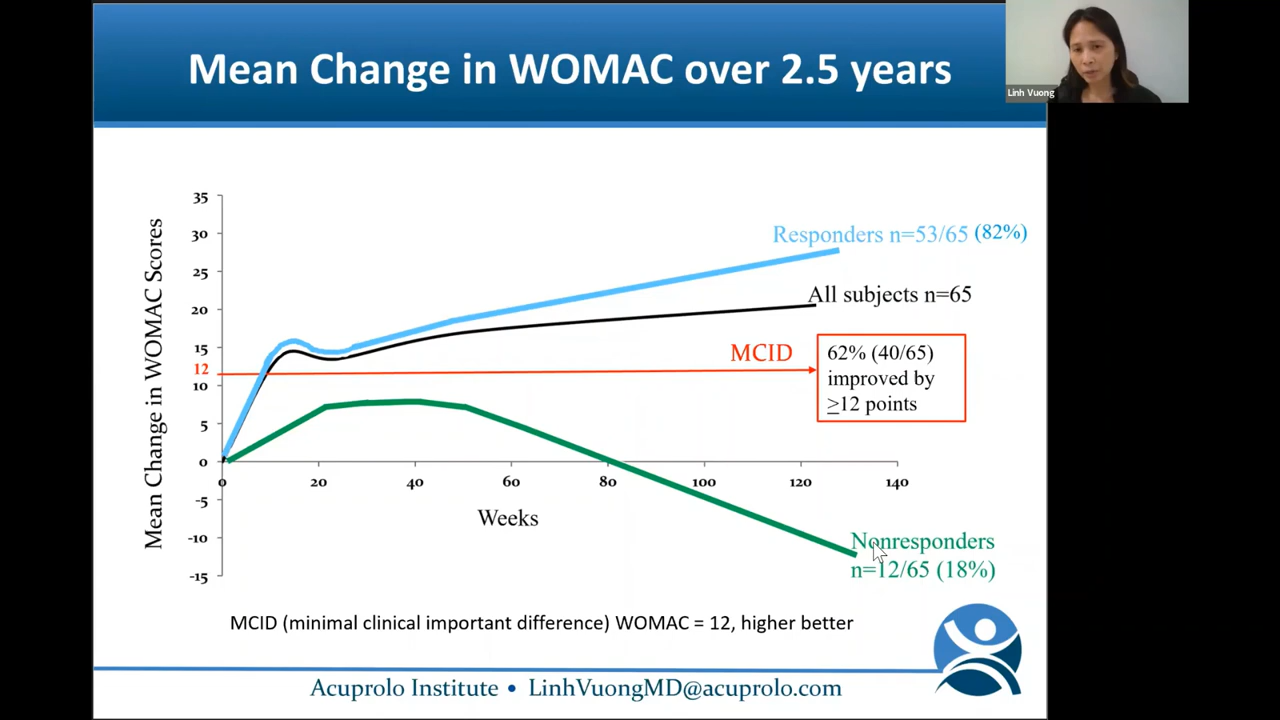 Mean Change in WOMAC over 2.5 years
Linh Vuong
Mean Change in WOMAC Scores
35
30
25
20
15
12
10
5
0
-5
-10
-15
0
20
40
60
80
100
120
140
Weeks
Responders n=53/65 (82%)
All subjects n=65
MCID
62% (40/65)
improved by
≥12 points
Nonresponders
n=12/65 (18%)
MCID (minimal clinical important difference) WOMAC = 12, higher better
Acuprolo Institute • LinhVuongMD@acuprolo.com